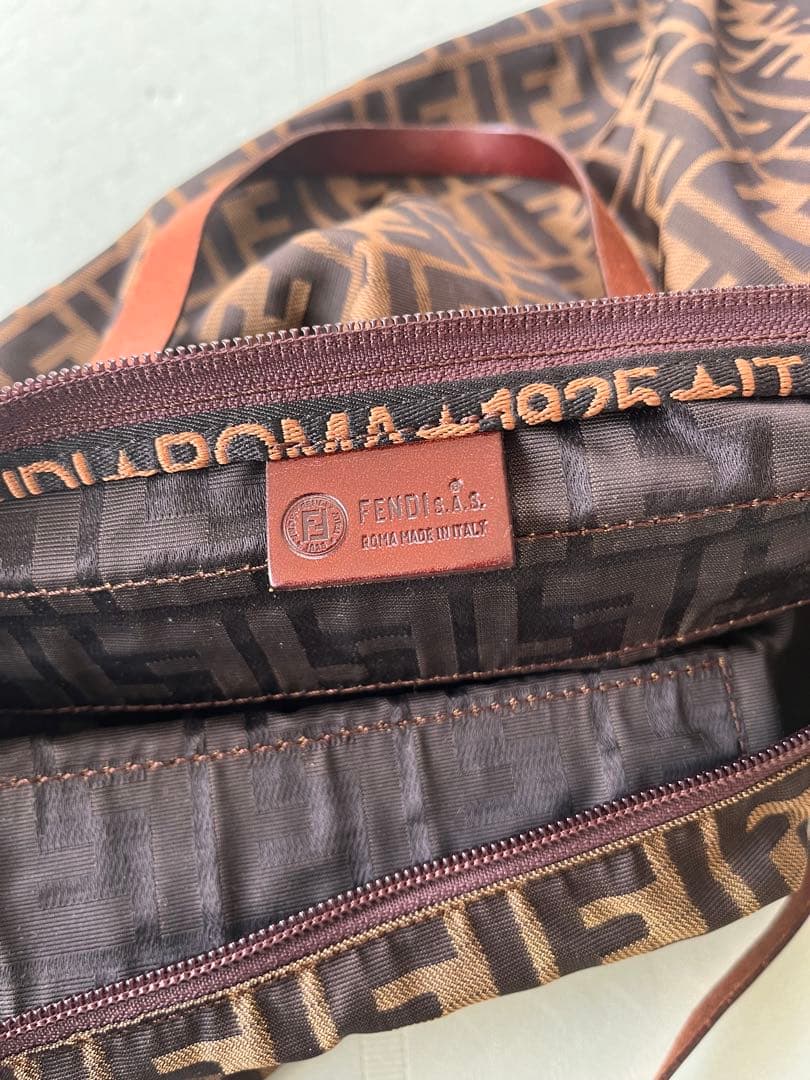 ROMA ★ 1925 ★ IT
FENDI S.A.S.®
ROMA MADE IN ITALY